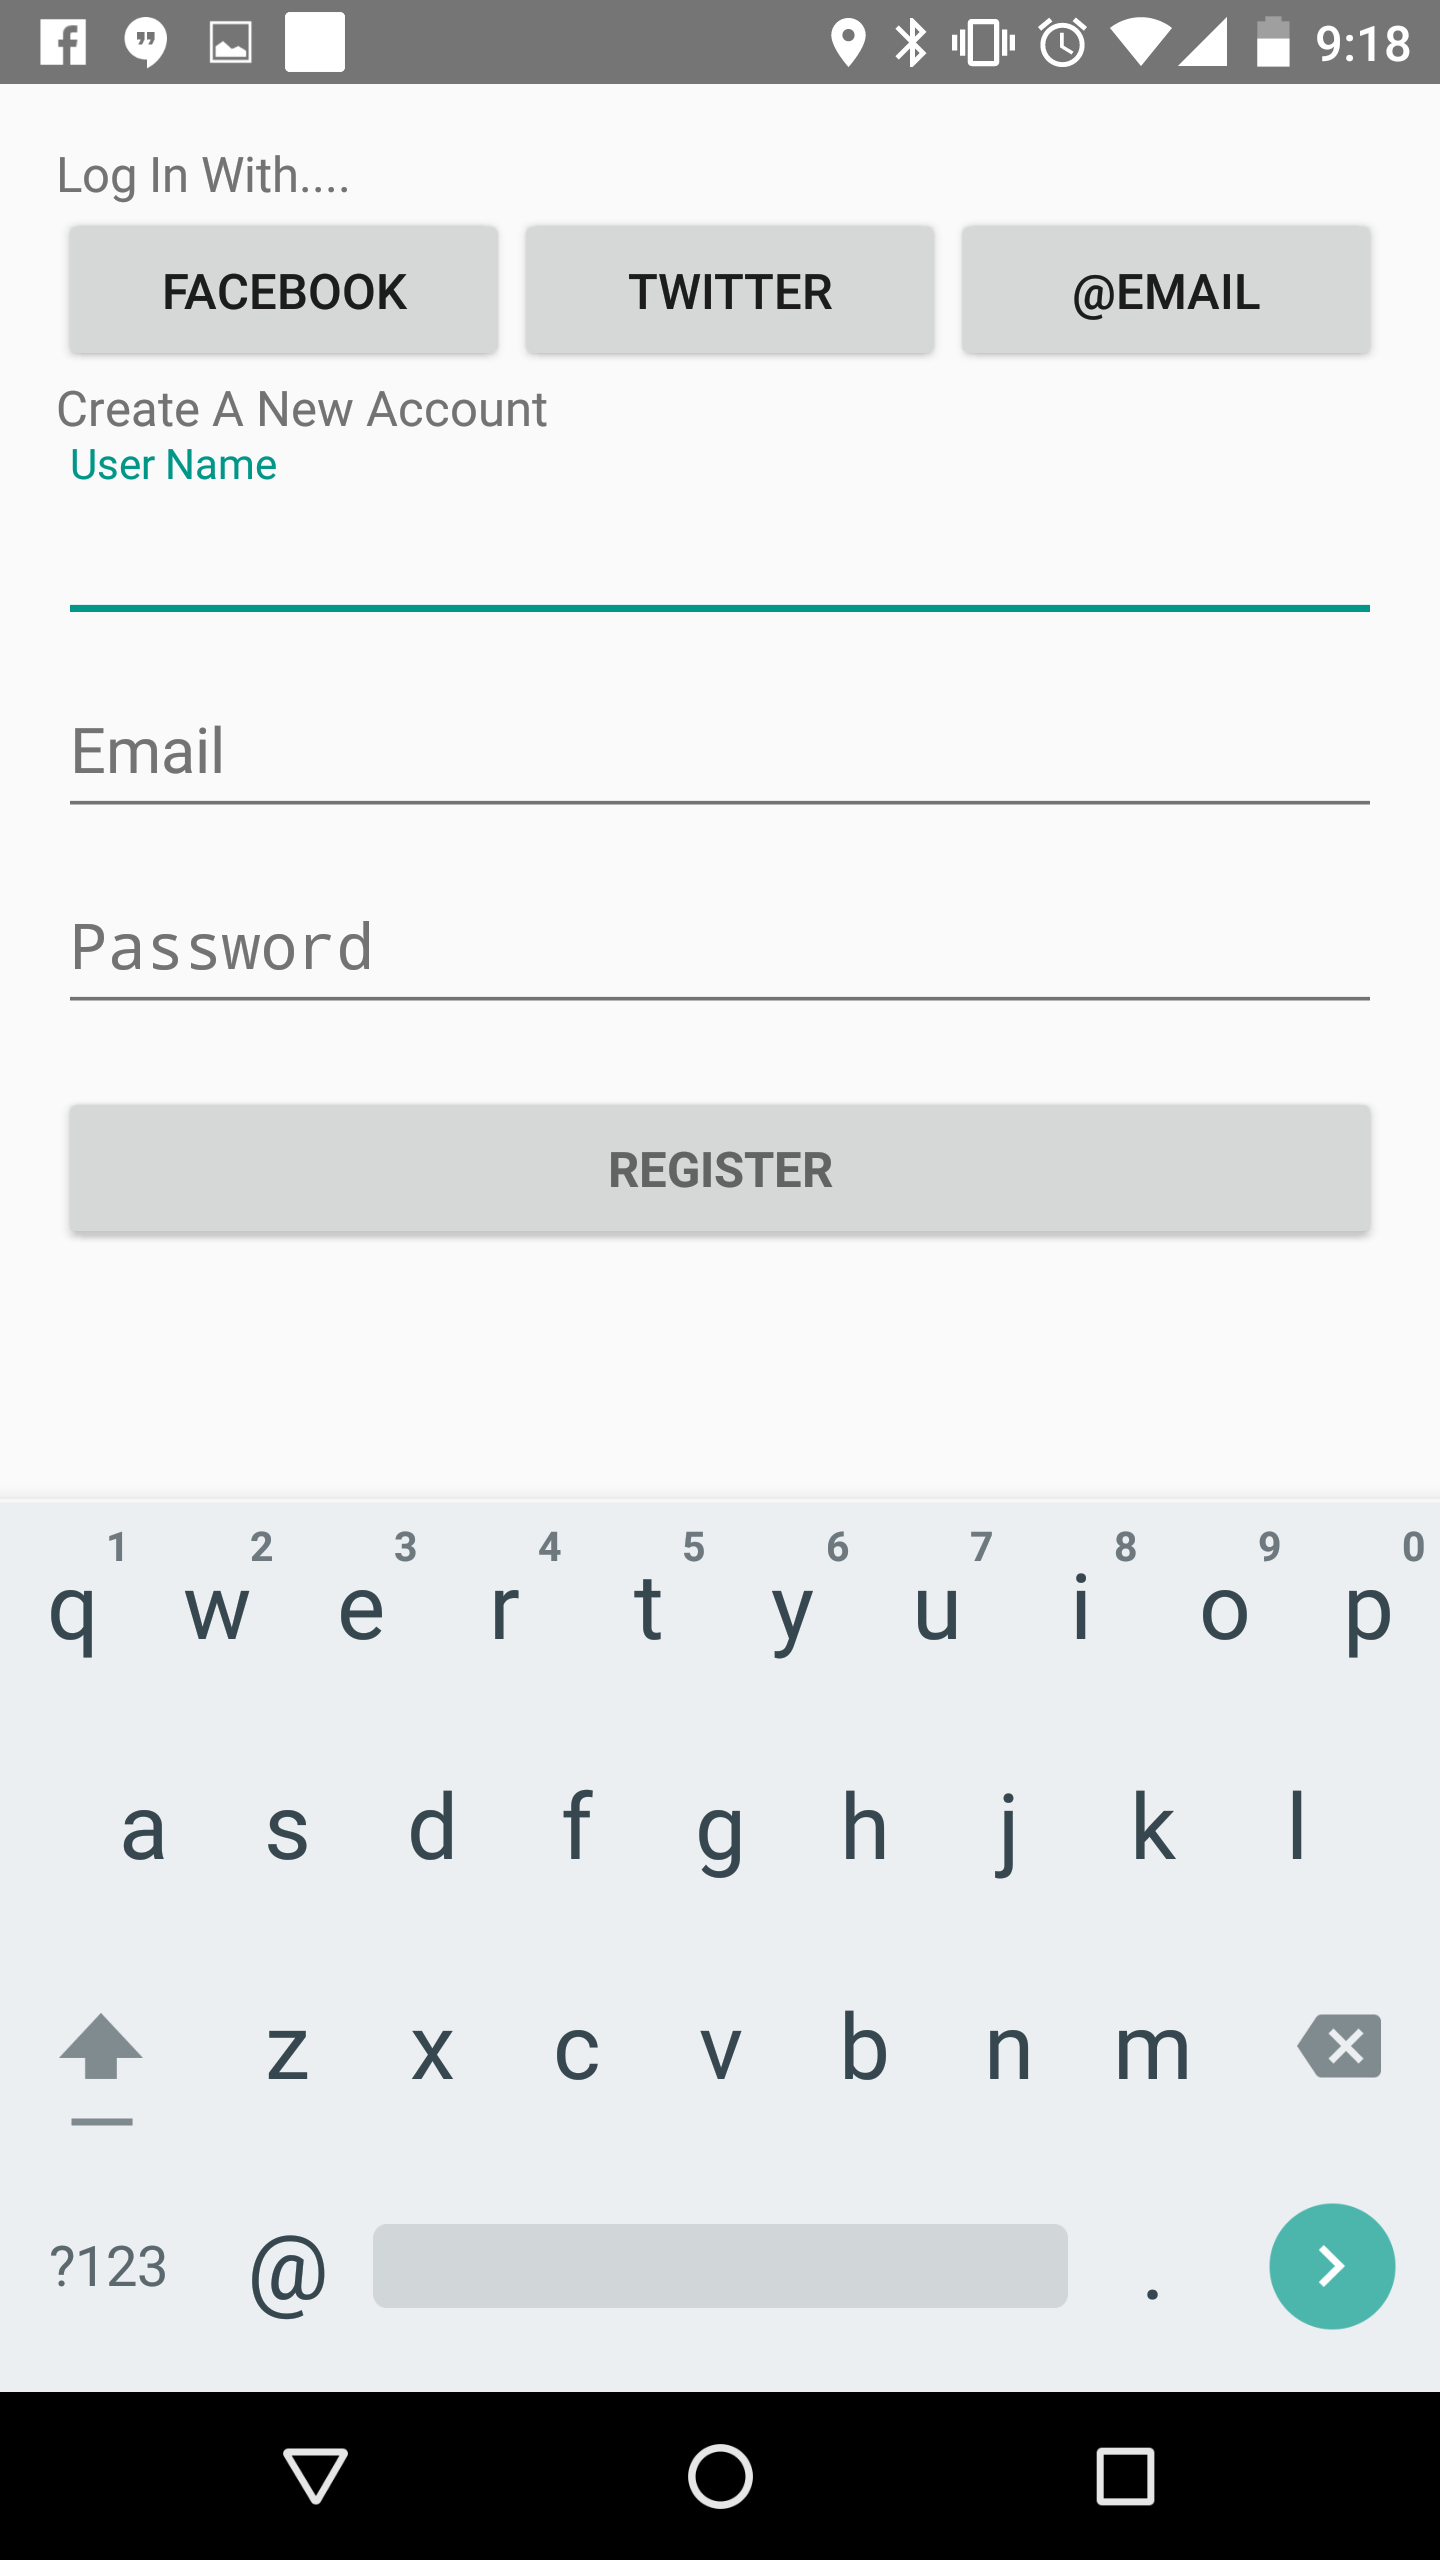 9:18
Log In With....
FACEBOOK TWITTER @EMAIL
Create A New Account
User Name
Email
Password
REGISTER
1 2 3 4 5 6 7 8 9 0
q w e r t y u i o p
a s d f g h j k l
z x c v b n m
?123 @ .